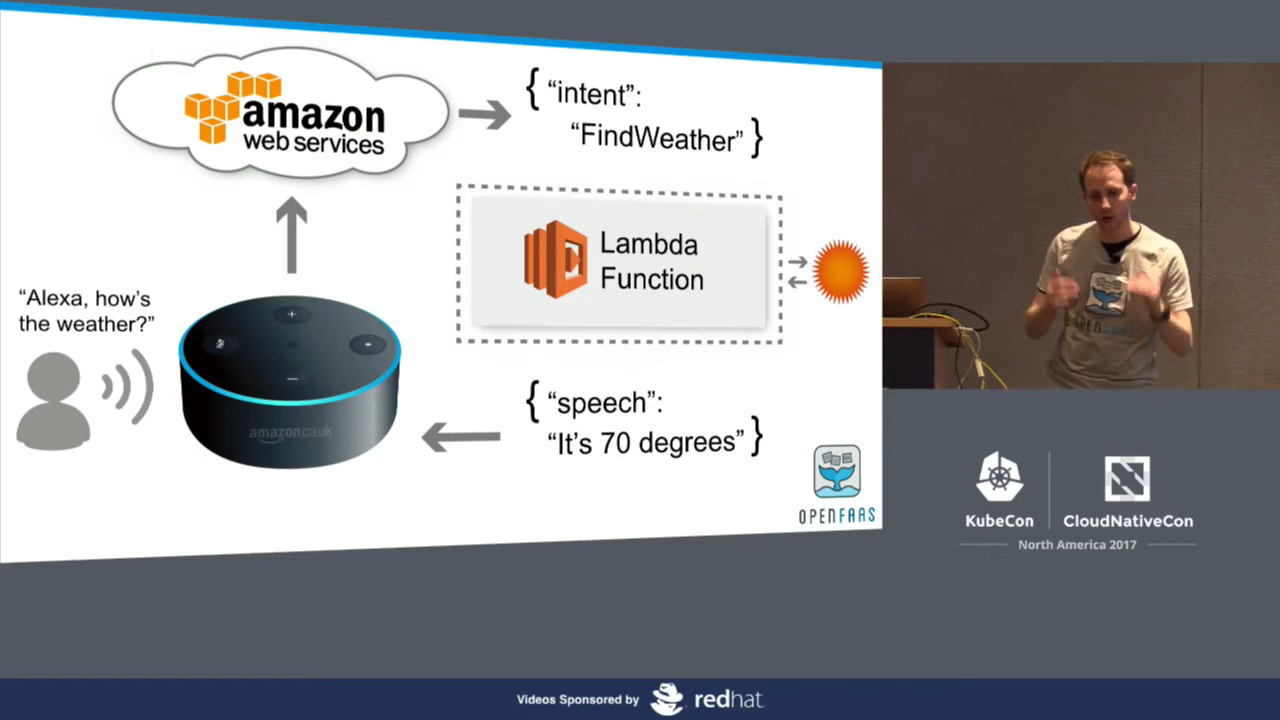 amazon
web services
{ “intent”:
“FindWeather” }
Lambda
Function
“Alexa, how’s
the weather?”
amazon.co.uk
{ “speech”:
“It’s 70 degrees” }
OPENFAAS
OPENFAAS
KubeCon
CloudNativeCon
North America 2017
Videos Sponsored by
redhat